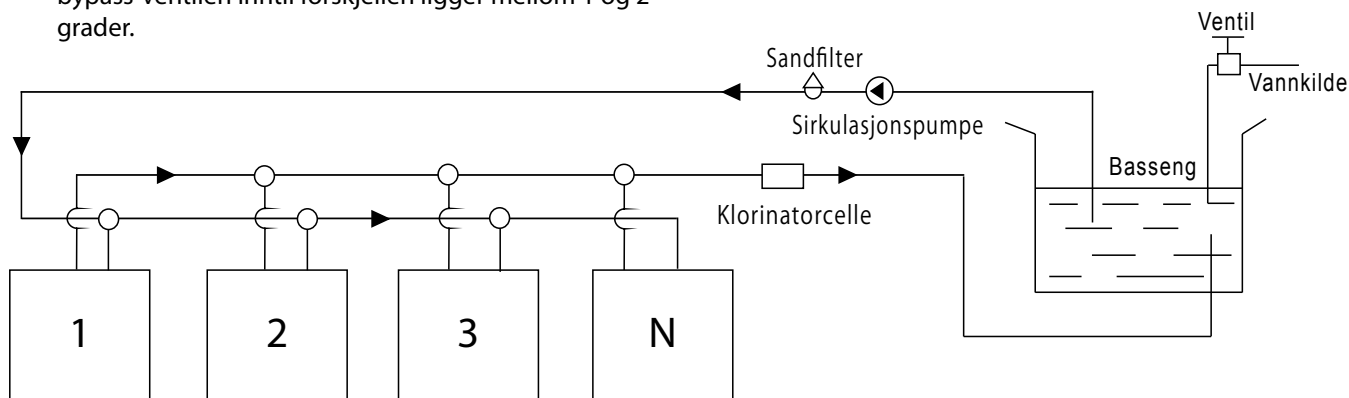 bypass-ventilen inntil forskjellen ligger mellom 1 og 2
grader.
Ventil
Sandfilter
Vannkilde
Sirkulasjonspumpe
Basseng
Klorinatorcelle
1
2
3
N